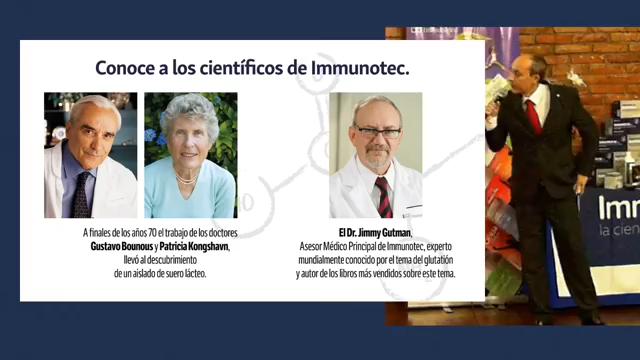 Conoce a los científicos de Immunotec.
A finales de los años 70 el trabajo de los doctores
Gustavo Bounous y Patricia Kongshavn,
llevó al descubrimiento
de un aislado de suero lácteo.
El Dr. Jimmy Gutman,
Asesor Médico Principal de Immunotec, experto
mundialmente conocido por el tema del glutatión
y autor de los libros más vendidos sobre este tema.
Imm
la cien